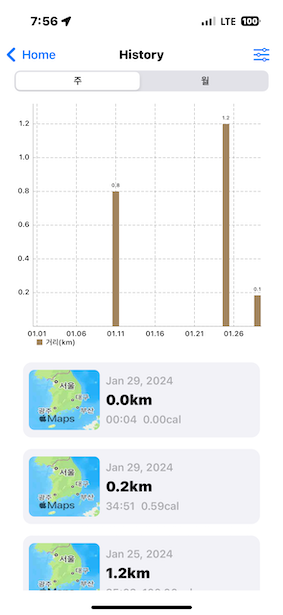 7:56 LTE 100
Home History
주 월
1.2
1.2
1.0
0.8
0.8
0.6
0.4
0.2
0.1
01.01 01.06 01.11 01.16 01.21 01.26
거리(km)
Jan 29, 2024
0.0km
00:04 0.00cal
서울
대구
광주 부산
Maps
Jan 29, 2024
0.2km
34:51 0.59cal
서울
대구
광주 부산
Maps
Jan 25, 2024
1.2km
서울
대구
광주 부산
Maps